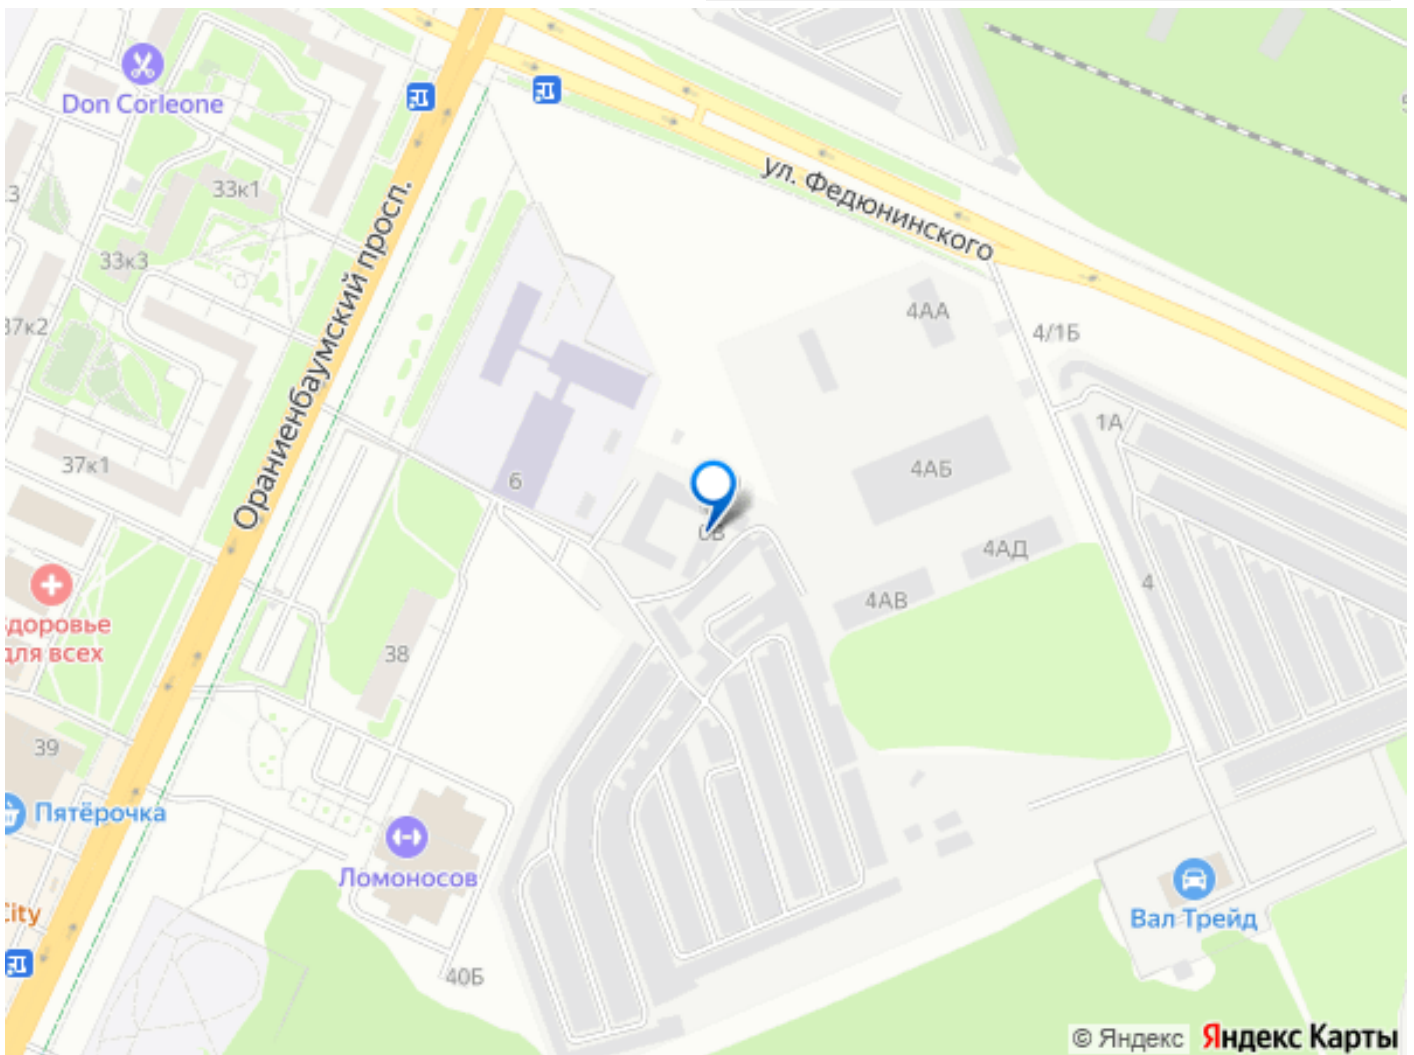 Don Corleone
33к1
33к3
37к2
37к1
Ораниенбаумский просп.
ул. Федюнинского
4АА
4/1Б
1А
4АБ
6
4АД
4АВ
4
38
Здоровье
для всех
39
Пятёрочка
Ломоносов
City
40Б
Вал Трейд
© Яндекс Яндекс Карты